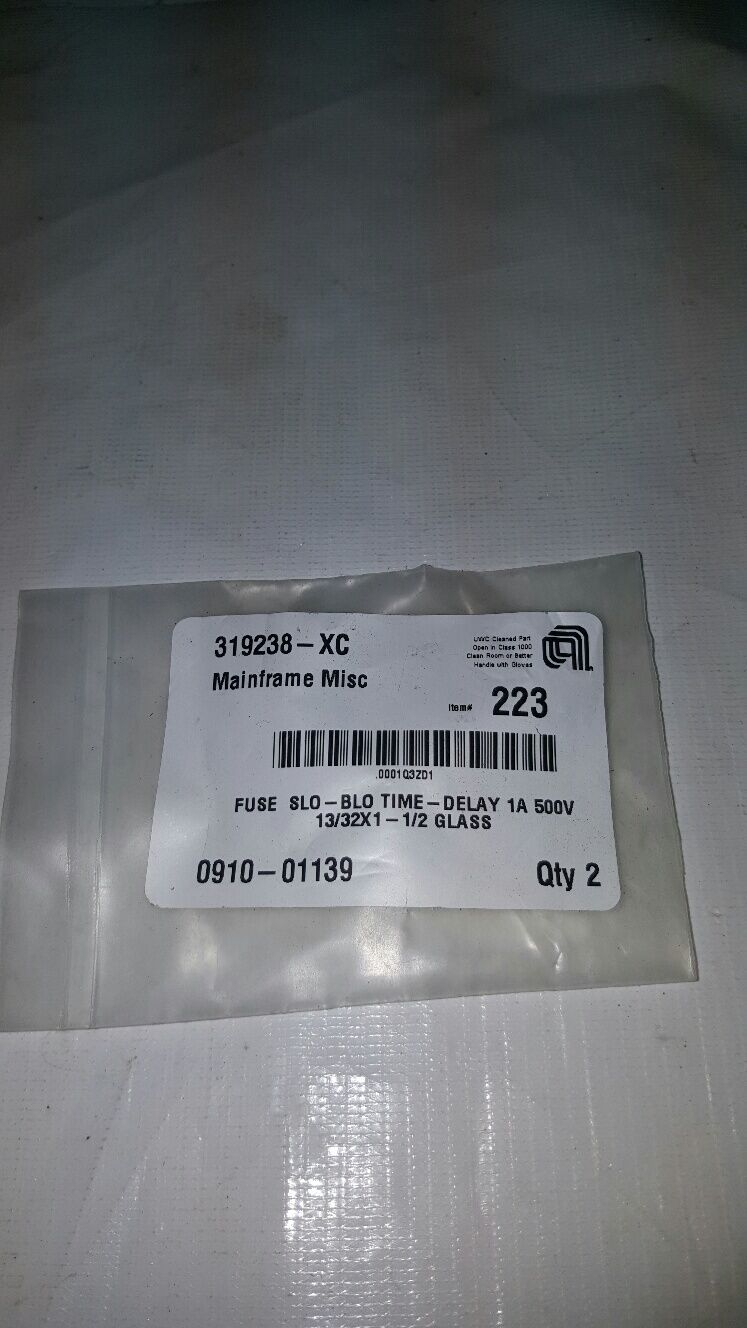 319238-XC
UWC Cleaned Part
Open in Class 1000
Clean Room or Better
Handle with Gloves
Mainframe Misc
Item# 223
.0001Q3ZD1
FUSE SLO-BLO TIME-DELAY 1A 500V
13/32X1-1/2 GLASS
0910-01139 Qty 2